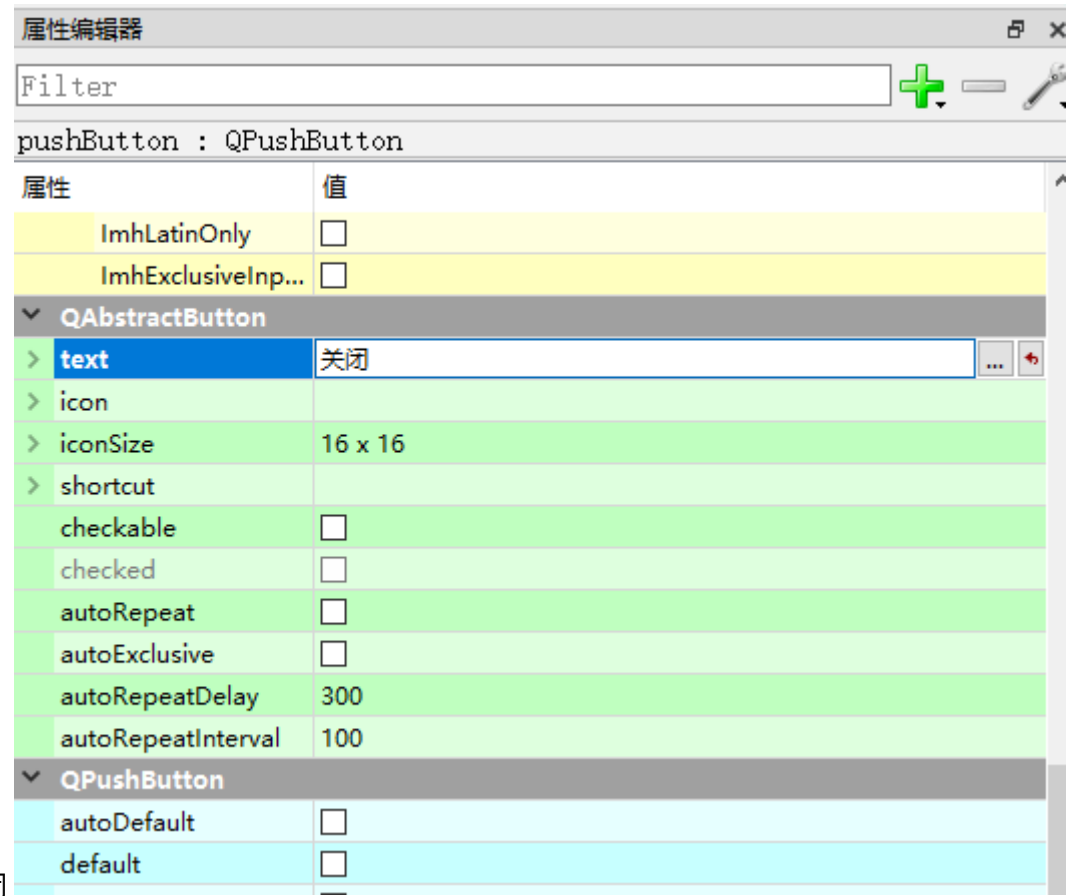 属性编辑器
Filter
pushButton : QPushButton
属性 值
ImhLatinOnly
ImhExclusiveInp...
QAbstractButton
text 关闭 ...
icon
iconSize 16 x 16
shortcut
checkable
checked
autoRepeat
autoExclusive
autoRepeatDelay 300
autoRepeatInterval 100
QPushButton
autoDefault
default